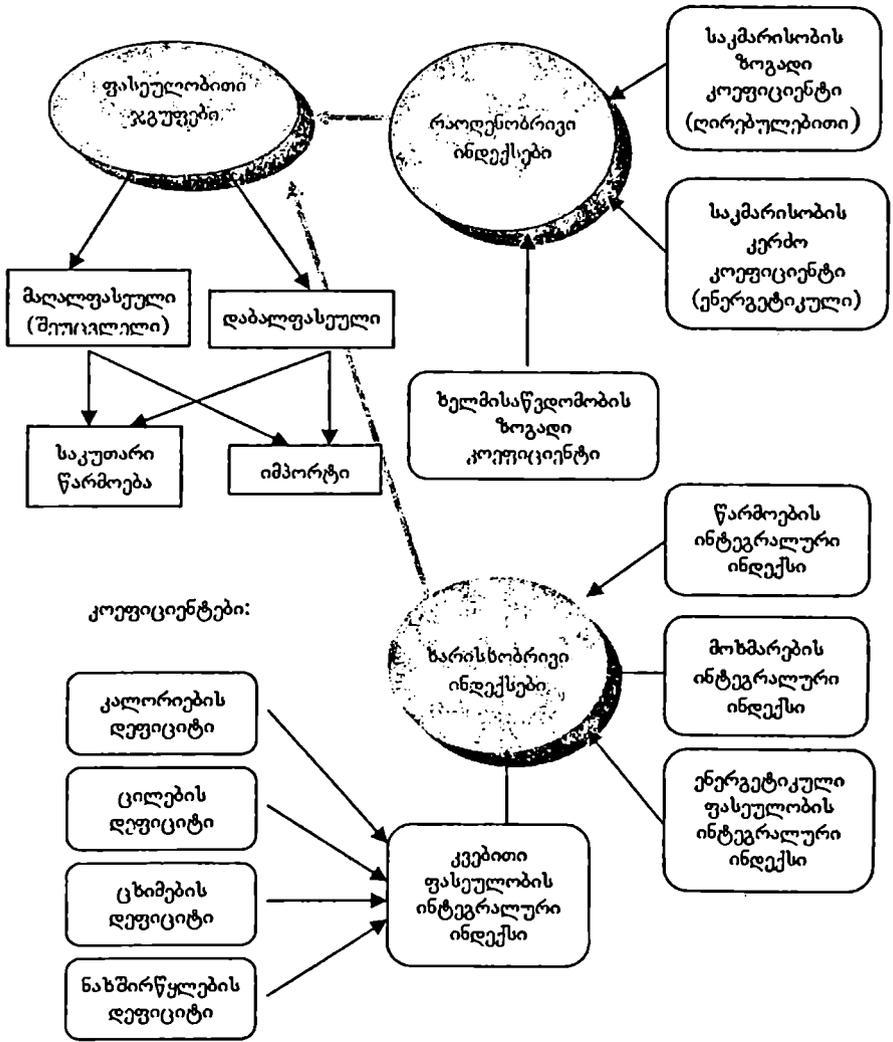 ფასეულობითი
ჯგუფები
რაოდენობრივი
ინდექსები
საკმარისობის
ზოგადი
კოეფიციენტი
(ღირებულებითი)
საკმარისობის
კერძო
კოეფიციენტი
(ენერგეტიკული)
მაღალფასეული
(შეუცვლელი)
დაბალფასეული
ხელმისაწვდომობის
ზოგადი
კოეფიციენტი
საკუთარი
წარმოება
იმპორტი
წარმოების
ინტეგრალური
ინდექსი
კოეფიციენტები:
ხარისხობრივი
ინდექსები
მოხმარების
ინტეგრალური
ინდექსი
კალორიების
დეფიციტი
ენერგეტიკული
ფასეულობის
ინტეგრალური
ინდექსი
ცილების
დეფიციტი
კვებითი
ფასეულობის
ინტეგრალური
ინდექსი
ცხიმების
დეფიციტი
ნახშირწყლების
დეფიციტი